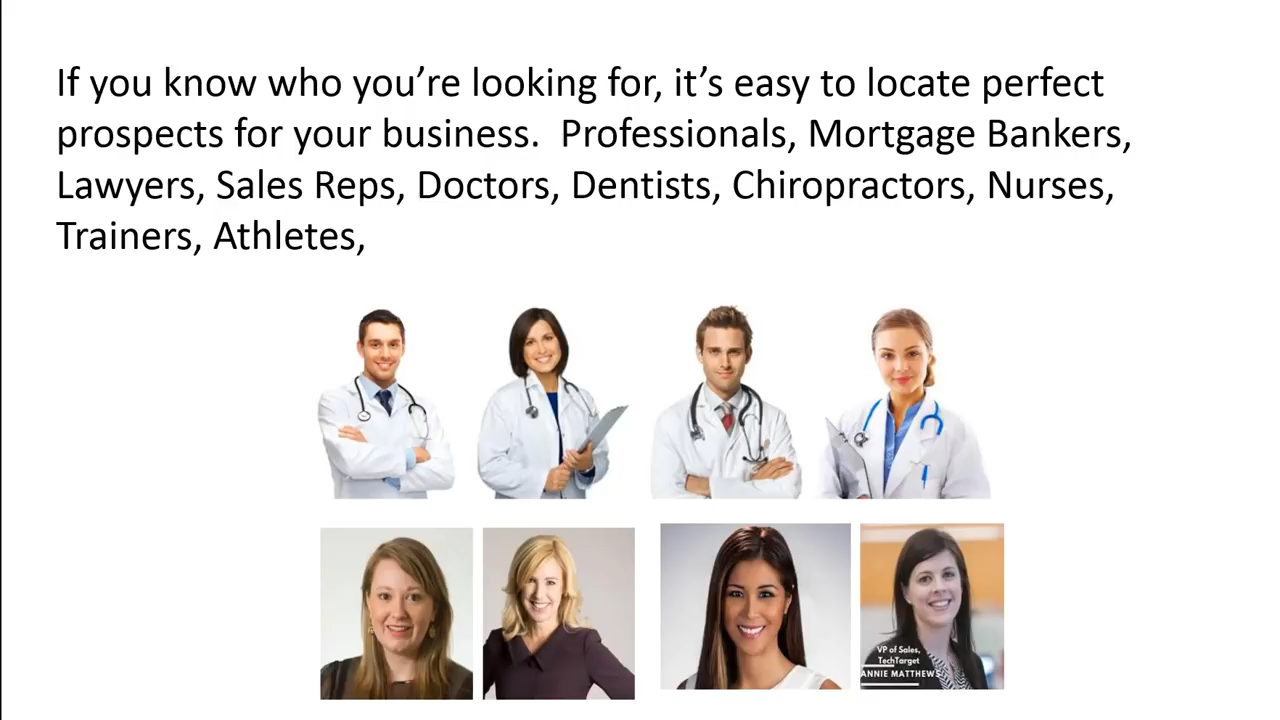 If you know who you’re looking for, it’s easy to locate perfect
prospects for your business.  Professionals, Mortgage Bankers,
Lawyers, Sales Reps, Doctors, Dentists, Chiropractors, Nurses,
Trainers, Athletes,
VP of Sales,
TechTarget
ANNIE MATTHEWS